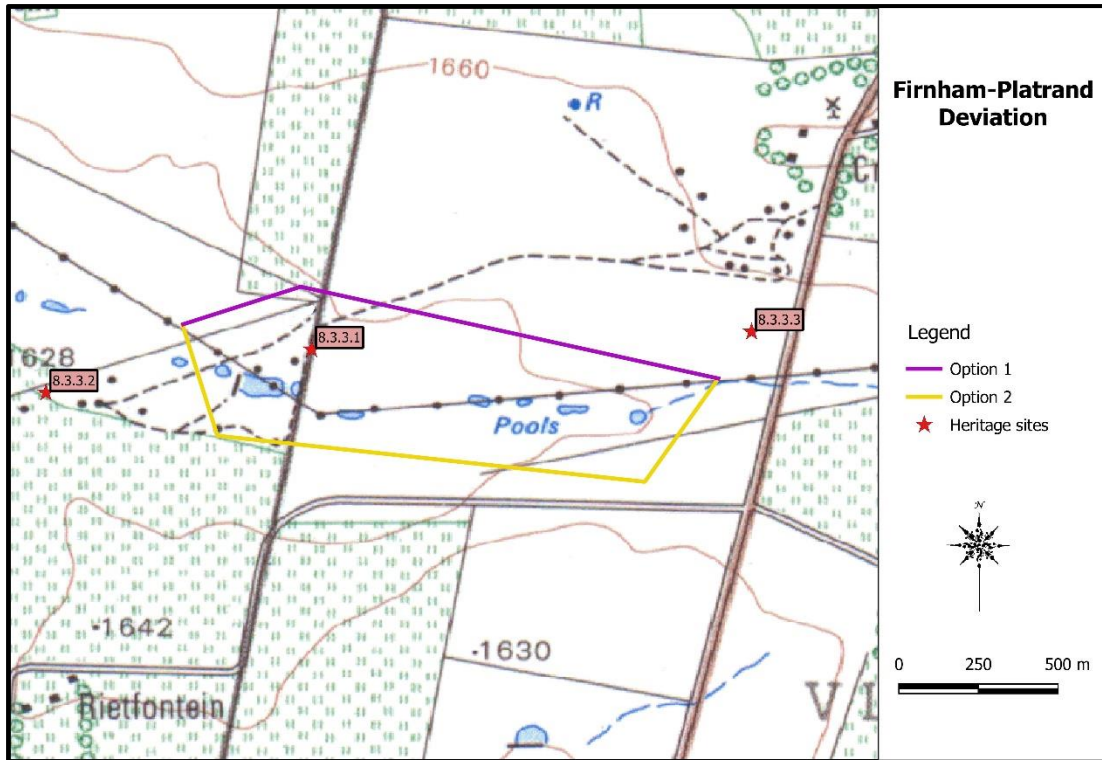 1660
R
8.3.3.3
8.3.3.1
1628
8.3.3.2
Pools
1642
1630
Rietfontein
Firnham-Platrand
Deviation
Legend
Option 1
Option 2
Heritage sites
N
0 250 500 m